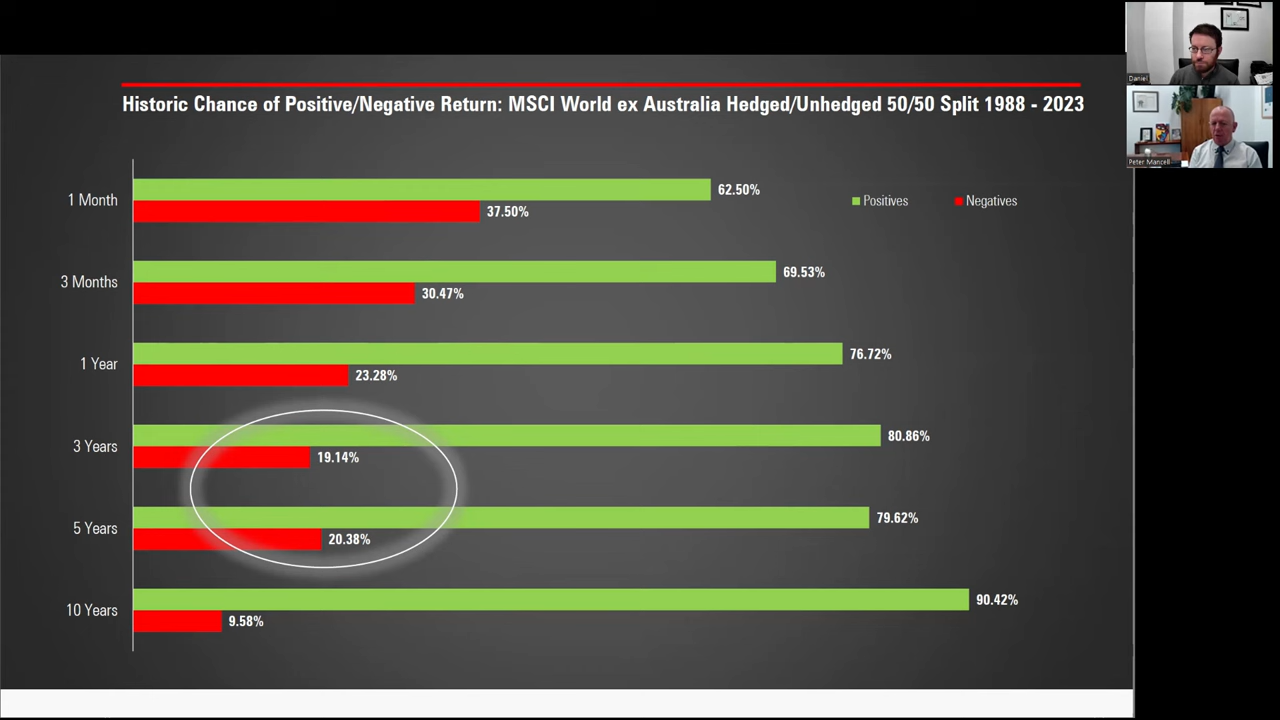 Historic Chance of Positive/Negative Return: MSCI World ex Australia Hedged/Unhedged 50/50 Split 1988 - 2023
Daniel
Peter Mancell
Positives Negatives
1 Month
62.50%
37.50%
3 Months
69.53%
30.47%
1 Year
76.72%
23.28%
3 Years
80.86%
19.14%
5 Years
79.62%
20.38%
10 Years
90.42%
9.58%